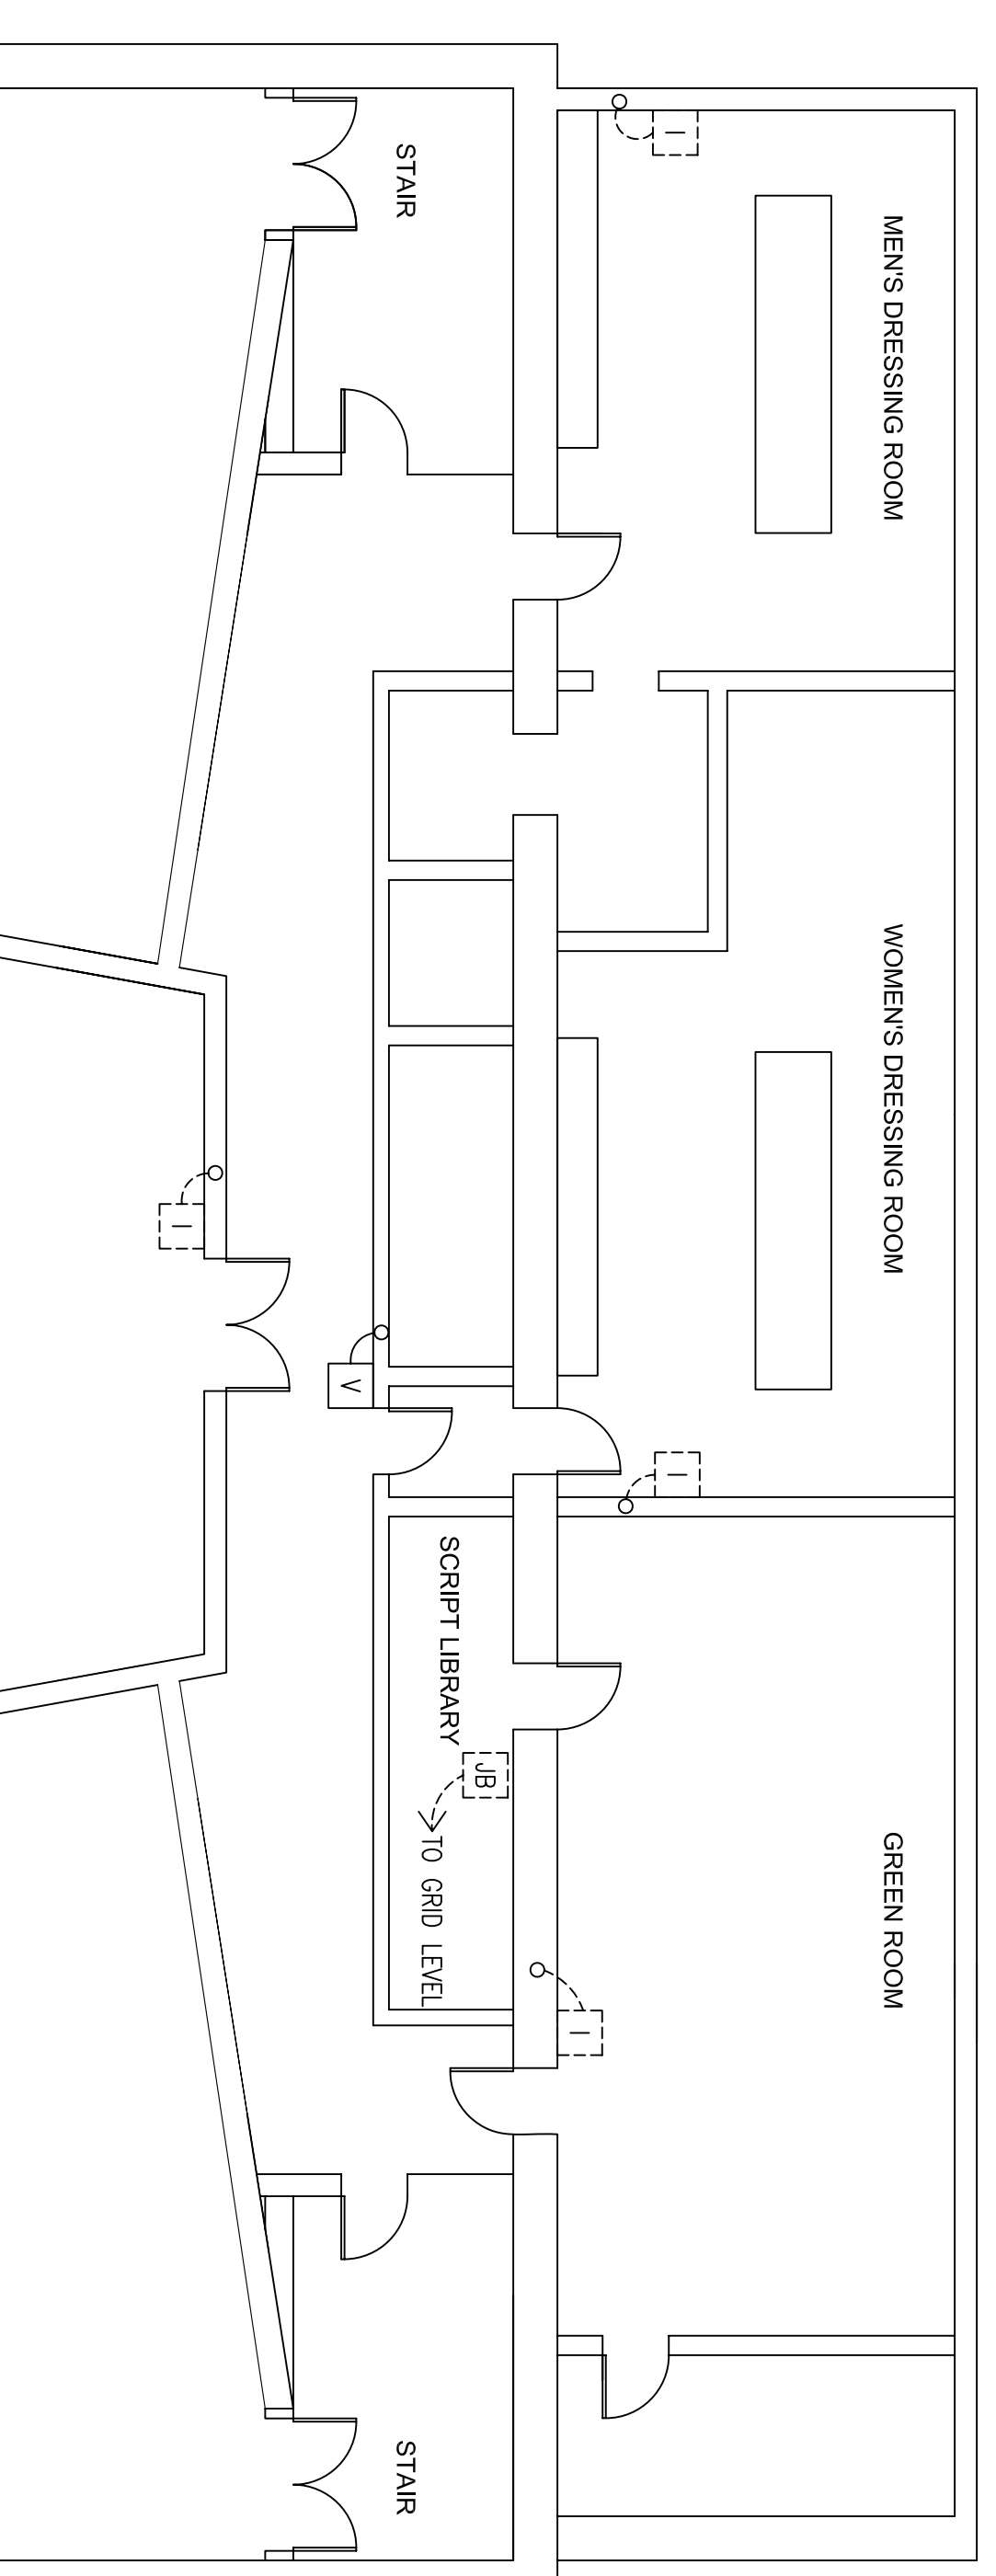 STAIR
MEN'S DRESSING ROOM
I
WOMEN'S DRESSING ROOM
I
V
I
SCRIPT LIBRARY
JB
TO GRID LEVEL
GREEN ROOM
I
STAIR